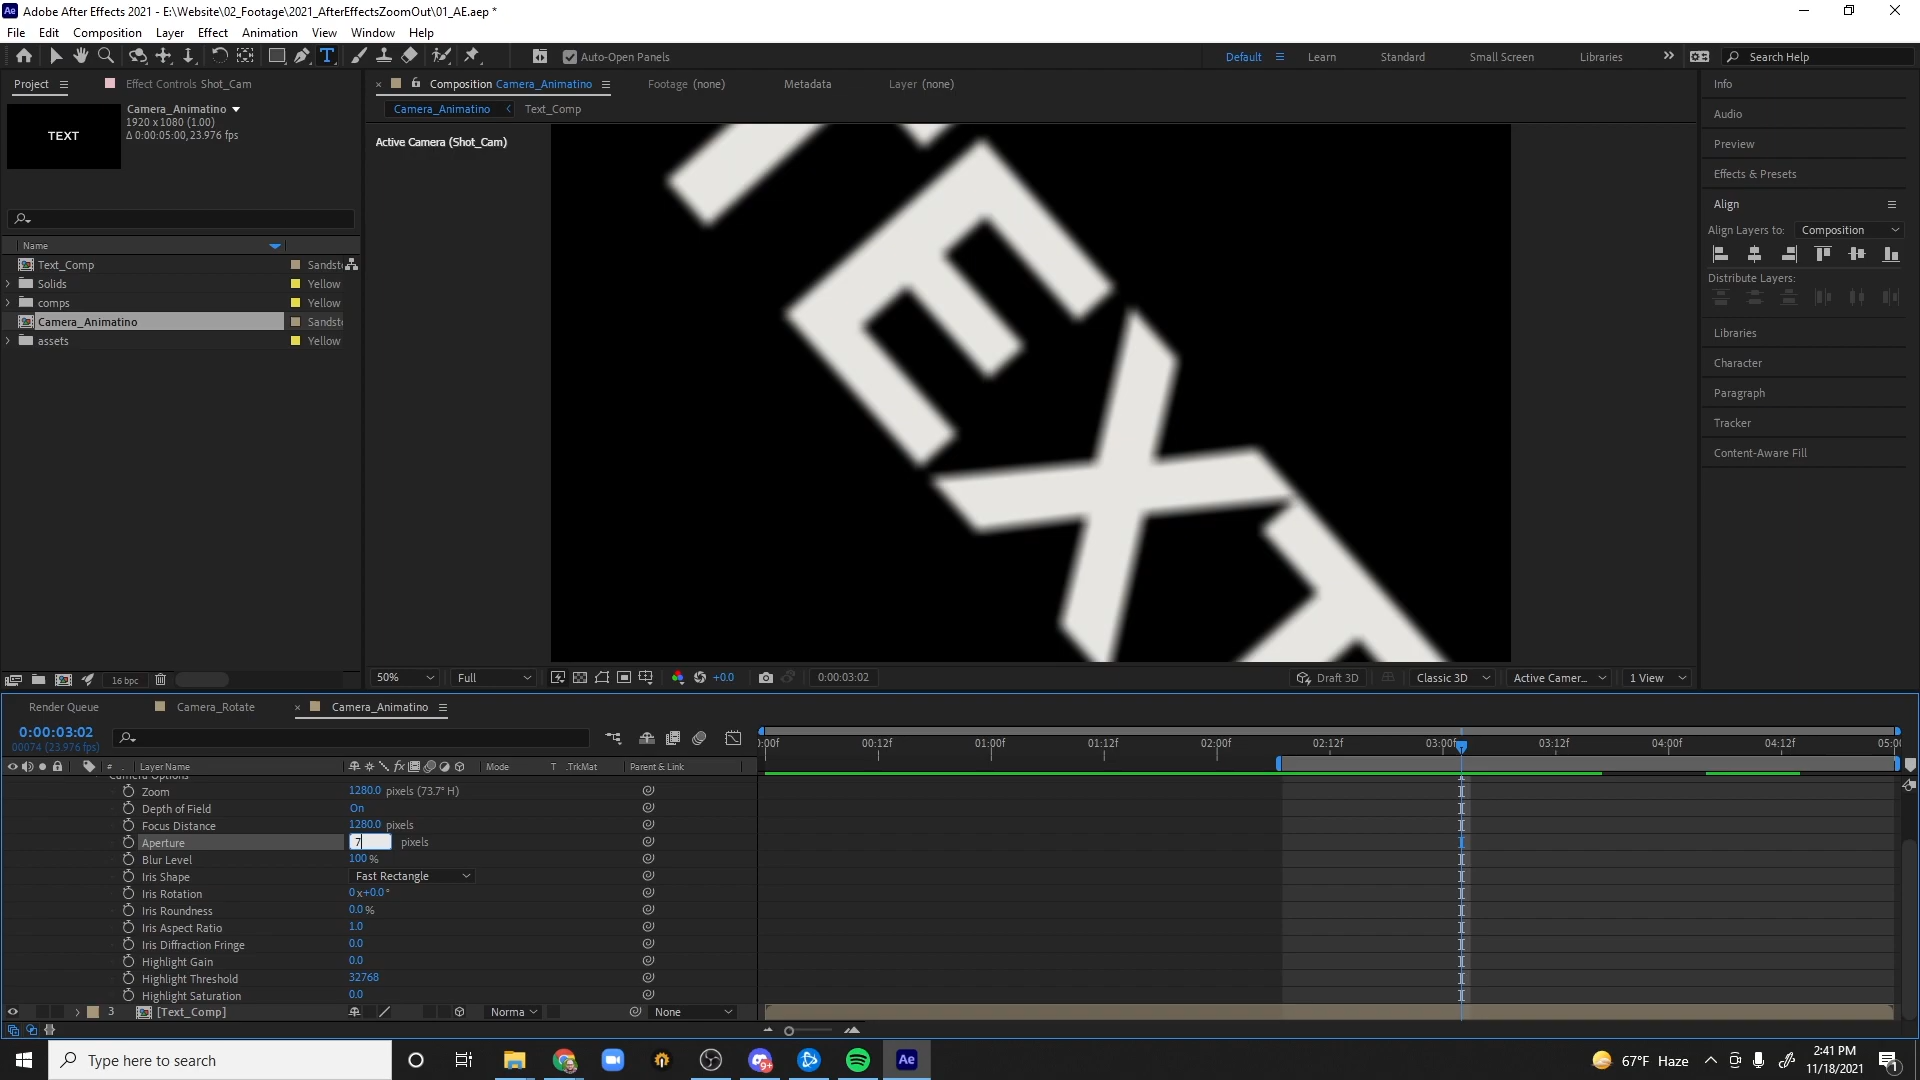 Adobe After Effects 2021 - E:\Website\02_Footage\2021_AfterEffectsZoomOut\01_AE.aep *
File Edit Composition Layer Effect Animation View Window Help
Auto-Open Panels
Default Learn Standard Small Screen Libraries Search Help
Project Effect Controls Shot_Cam
Composition Camera_Animatino Footage (none) Metadata Layer (none)
Camera_Animatino Text_Comp
TEXT
Camera_Animatino
1920 x 1080 (1.00)
Δ 0:00:05:00, 23.976 fps
Name
Text_Comp Sandst
Solids Yellow
comps Yellow
Camera_Animatino Sandst
assets Yellow
16 bpc
Active Camera (Shot_Cam)
TEXT
50% Full +0.0 0:00:03:02 Draft 3D Classic 3D Active Camer... 1 View
Info
Audio
Preview
Effects & Presets
Align
Align Layers to: Composition
Distribute Layers:
Libraries
Character
Paragraph
Tracker
Content-Aware Fill
Render Queue Camera_Rotate Camera_Animatino
0:00:03:02
00074 (23.976 fps)
# Layer Name Mode T .TrkMat Parent & Link
:00f 00:12f 01:00f 01:12f 02:00f 02:12f 03:00f 03:12f 04:00f 04:12f 05:00
Camera Options
Zoom 1280.0 pixels (73.7° H)
Depth of Field On
Focus Distance 1280.0 pixels
Aperture 7 pixels
Blur Level 100 %
Iris Shape Fast Rectangle
Iris Rotation 0 x+0.0 °
Iris Roundness 0.0 %
Iris Aspect Ratio 1.0
Iris Diffraction Fringe 0.0
Highlight Gain 0.0
Highlight Threshold 32768
Highlight Saturation 0.0
3 [Text_Comp] Norma None
Type here to search
9+
Ae
67°F Haze
2:41 PM
11/18/2021
1